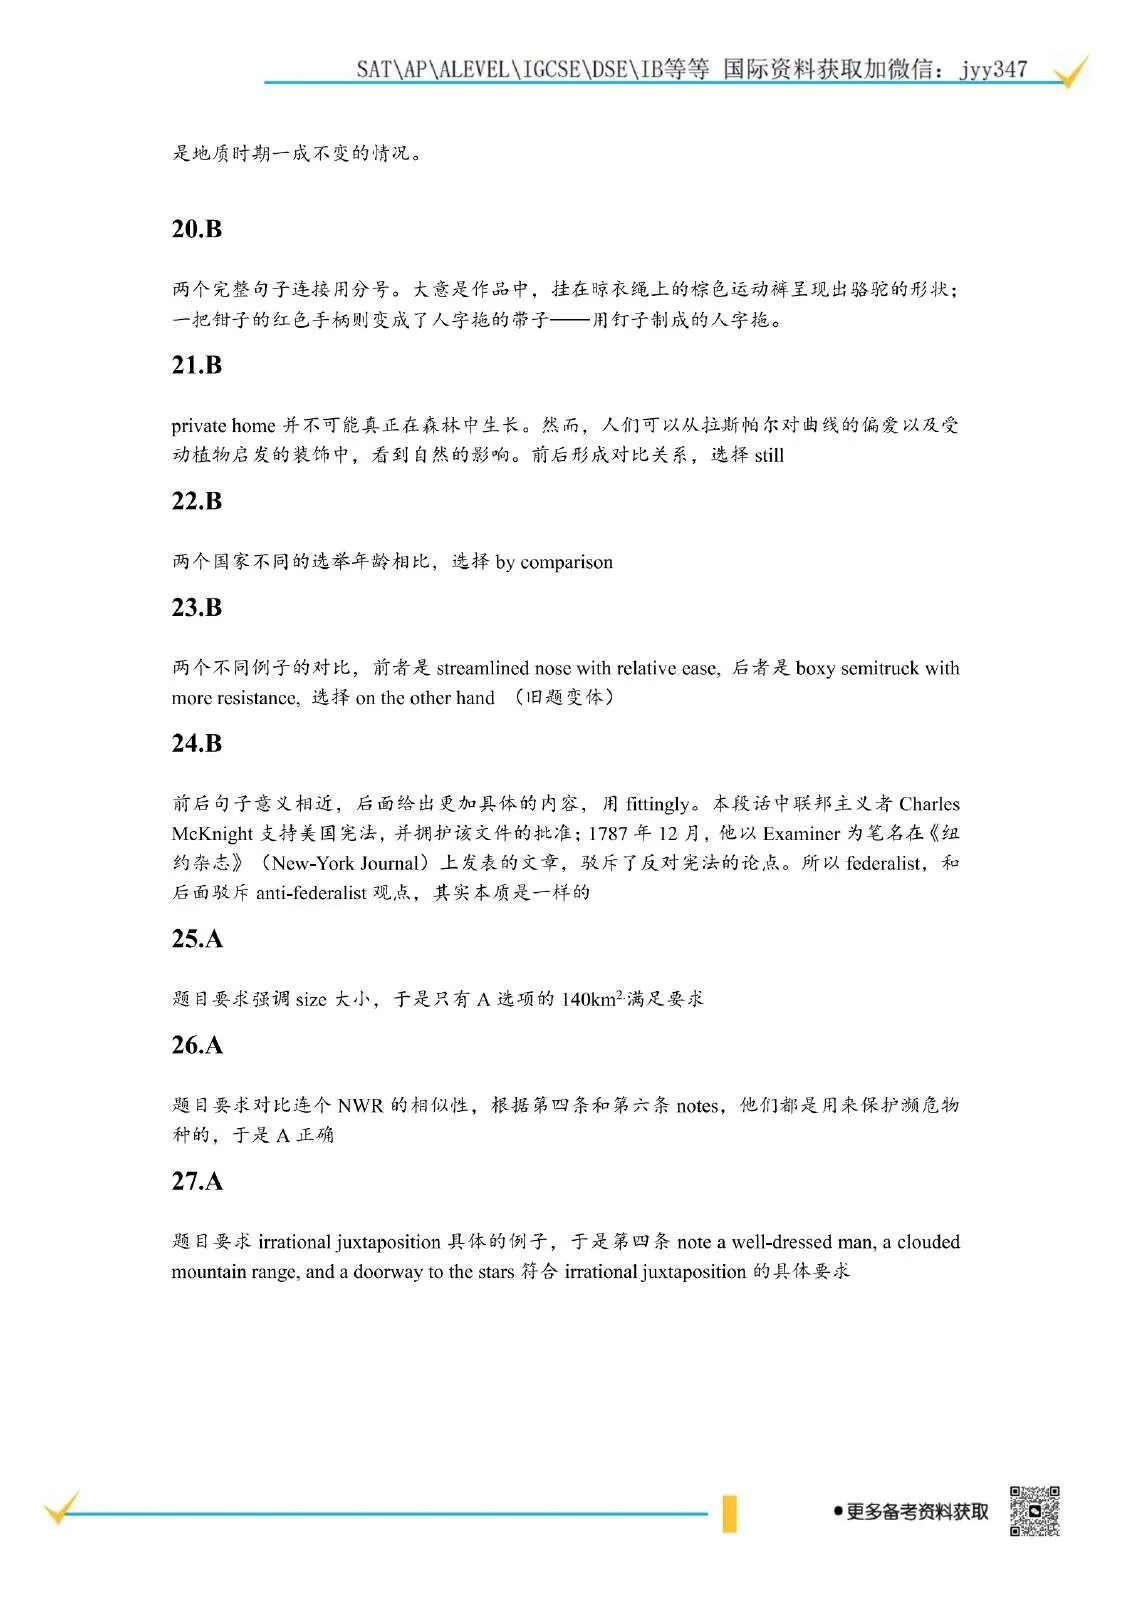 SAT\AP\ALEVEL\IGCSE\DSE\IB等等 国际资料获取加微信：jyy347
是地质时期一成不变的情况。
20.B
两个完整句子连接用分号。大意是作品中，挂在晾衣绳上的棕色运动裤呈现出骆驼的形状；
一把钳子的红色手柄则变成了人字拖的带子——用钉子制成的人字拖。
21.B
private home 并不可能真正在森林中生长。然而，人们可以从拉斯帕尔对曲线的偏爱以及受
动植物启发的装饰中，看到自然的影响。前后形成对比关系，选择 still
22.B
两个国家不同的选举年龄相比，选择 by comparison
23.B
两个不同例子的对比，前者是 streamlined nose with relative case, 后者是 boxy semitruck with
more resistance, 选择 on the other hand （旧题变体）
24.B
前后句子意义相近，后面给出更加具体的内容，用 fittingly。本段话中联邦主义者 Charles
McKnight 支持美国宪法，并拥护该文件的批准；1787 年 12 月，他以 Examiner 为笔名在《纽
约杂志》（New-York Journal）上发表的文章，驳斥了反对宪法的论点。所以 federalist，和
后面驳斥 anti-federalist 观点，其实本质是一样的
25.A
题目要求强调 size 大小，于是只有 A 选项的 140km².满足要求
26.A
题目要求对比连个 NWR 的相似性，根据第四条和第六条 notes，他们都是用来保护濒危物
种的，于是 A 正确
27.A
题目要求 irrational juxtaposition 具体的例子，于是第四条 note a well-dressed man, a clouded
mountain range, and a doorway to the stars 符合 irrational juxtaposition 的具体要求
•更多备考资料获取